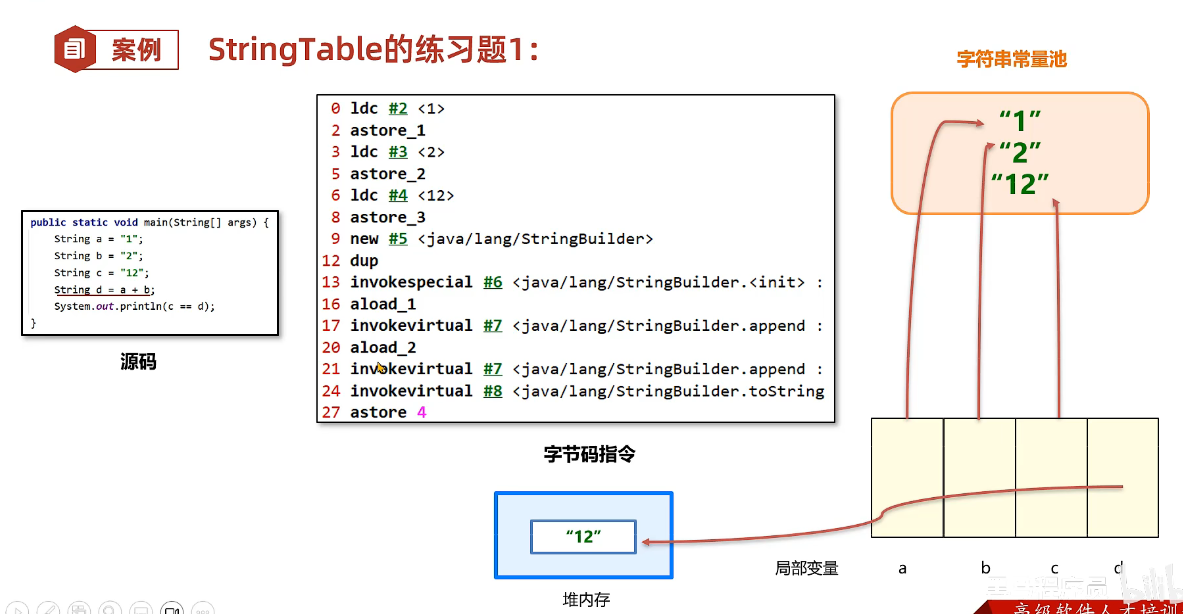 案例
StringTable的练习题1:
字符串常量池
“1”
“2”
“12”
public static void main(String[] args) {
String a = "1";
String b = "2";
String c = "12";
String d = a + b;
System.out.println(c == d);
}
源码
0 ldc #2 <1>
2 astore_1
3 ldc #3 <2>
5 astore_2
6 ldc #4 <12>
8 astore_3
9 new #5 <java/lang/StringBuilder>
12 dup
13 invokespecial #6 <java/lang/StringBuilder.<init> :
16 aload_1
17 invokevirtual #7 <java/lang/StringBuilder.append :
20 aload_2
21 invokevirtual #7 <java/lang/StringBuilder.append :
24 invokevirtual #8 <java/lang/StringBuilder.toString
27 astore 4
字节码指令
“12”
堆内存
局部变量
a b c d
高级软件人才培训